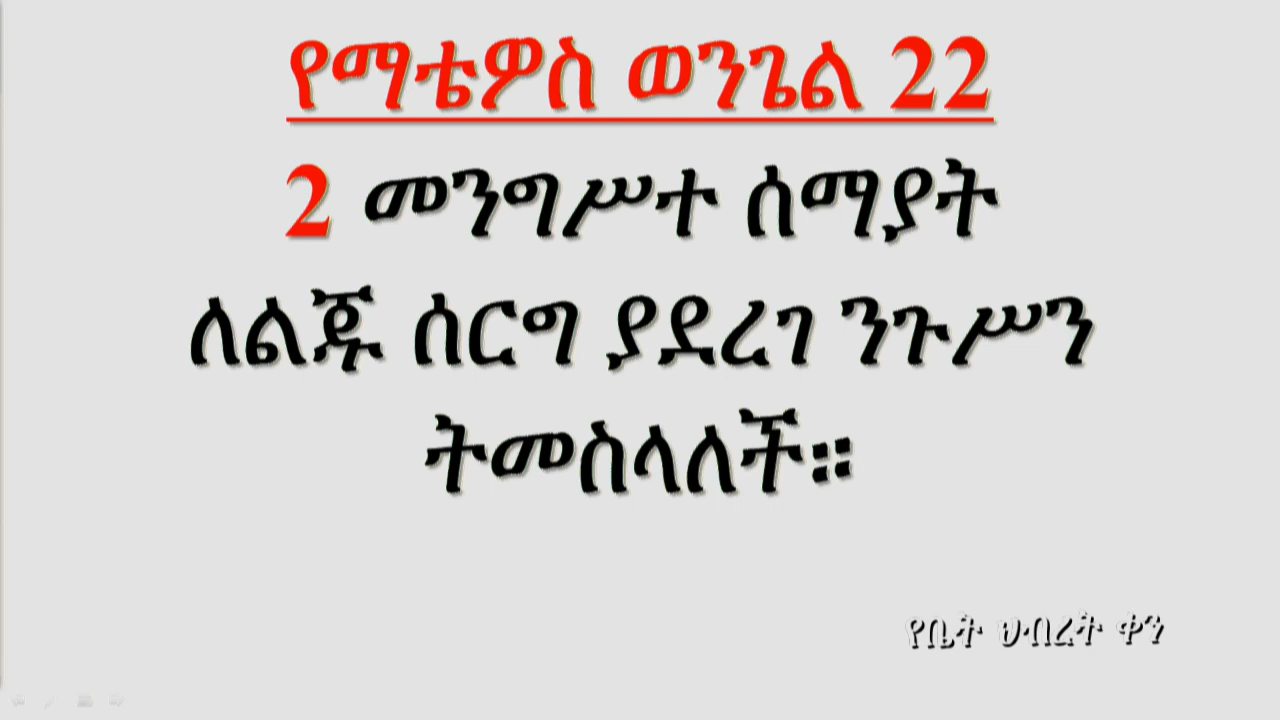 የማቴዎስ ወንጌል 22
2 መንግሥተ ሰማያት
ለልጁ ሰርግ ያደረገ ንጉሥን
ትመስላለች።
የቤት ህብረት ቀን